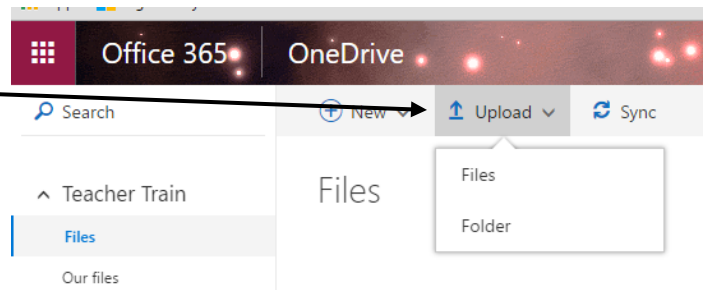 Office 365 OneDrive
Search New Upload Sync
Teacher Train
Files
Files
Folder
Files
Our files